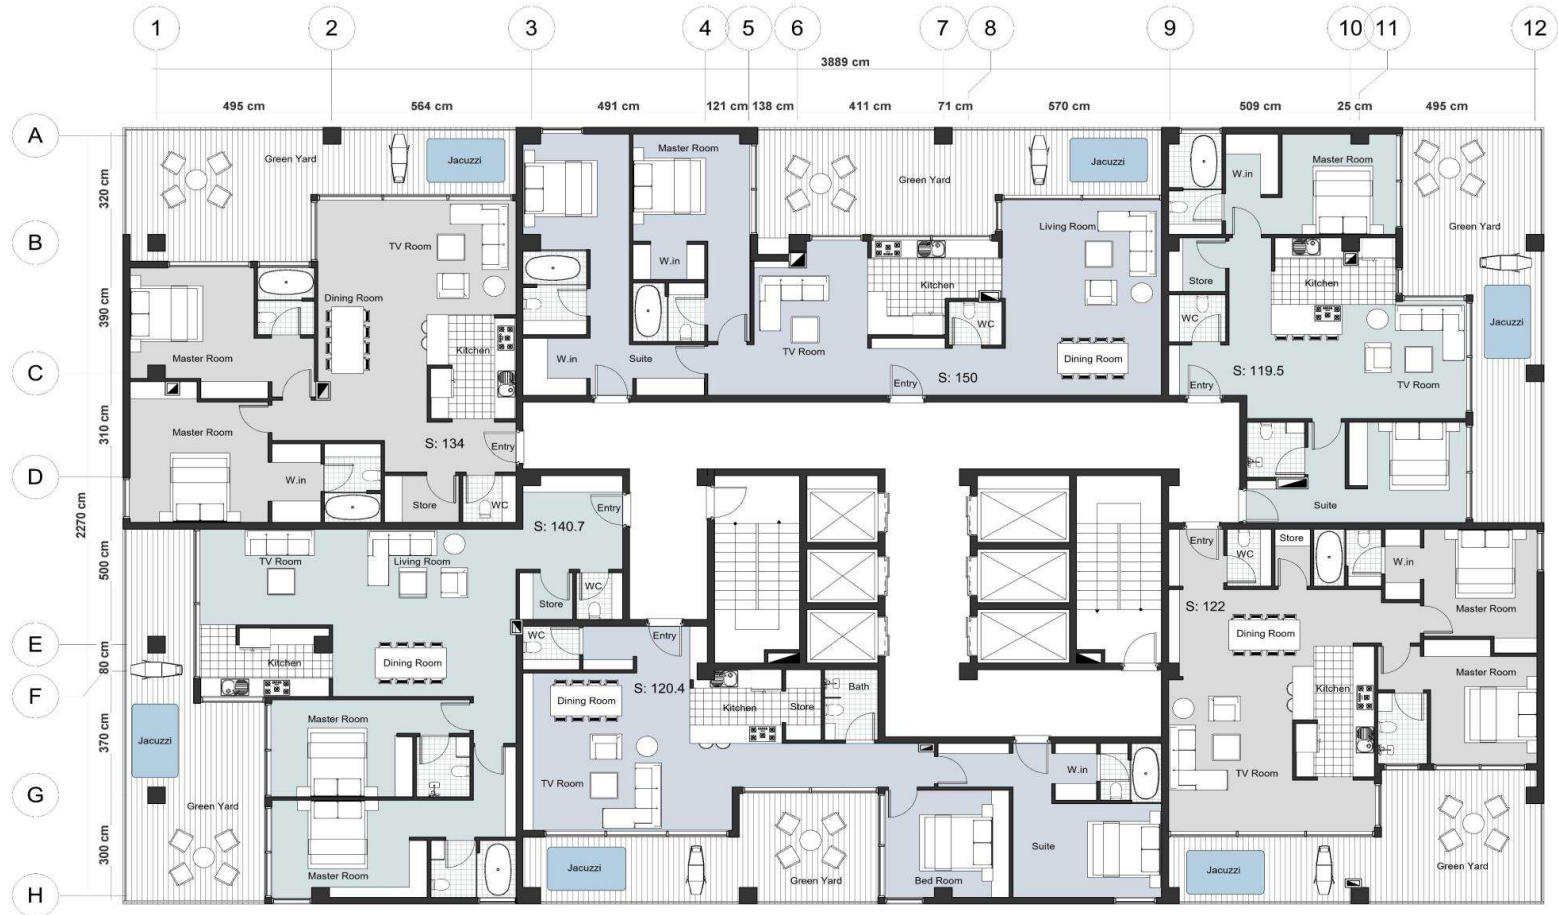 1 2 3 4 5 6 7 8 9 10 11 12
3889 cm
495 cm 564 cm 491 cm 121 cm 138 cm 411 cm 71 cm 570 cm 509 cm 25 cm 495 cm
A
B
C
D
E
F
G
H
320 cm
390 cm
310 cm
2270 cm
500 cm
80 cm
370 cm
300 cm
Green Yard
Jacuzzi
TV Room
Dining Room
Kitchen
Master Room
Master Room
W.in
S: 134
Entry
Store
WC
Master Room
W.in
W.in
Suite
Green Yard
Jacuzzi
Living Room
Kitchen
WC
TV Room
Dining Room
Entry
S: 150
W.in
Master Room
Green Yard
Store
Kitchen
WC
Jacuzzi
Entry
S: 119.5
TV Room
Suite
S: 140.7
Entry
TV Room
Living Room
Store
WC
Kitchen
Dining Room
Master Room
Jacuzzi
Green Yard
Master Room
WC
Entry
S: 120.4
Dining Room
Kitchen
Store
Bath
TV Room
W.in
Jacuzzi
Green Yard
Bed Room
Suite
Entry
WC
Store
W.in
Master Room
S: 122
Dining Room
Master Room
Kitchen
TV Room
Jacuzzi
Green Yard